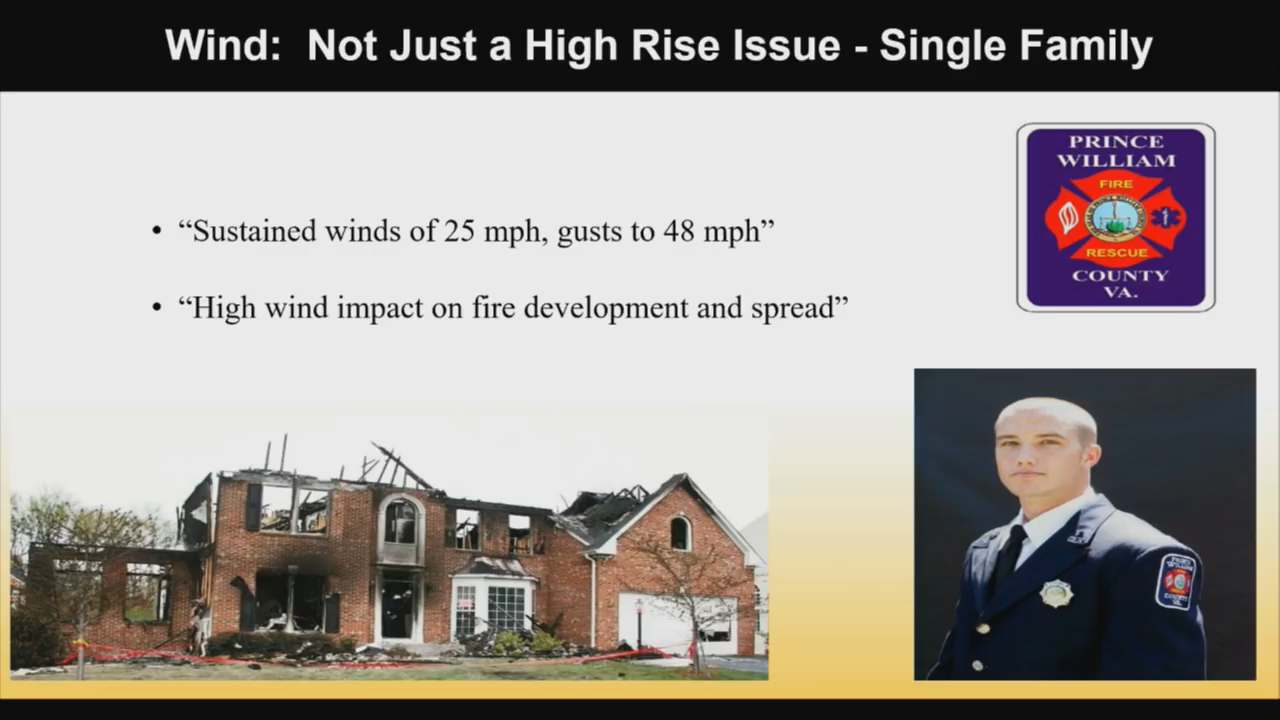 Wind: Not Just a High Rise Issue - Single Family
• “Sustained winds of 25 mph, gusts to 48 mph”
• “High wind impact on fire development and spread”
PRINCE
WILLIAM
FIRE
RESCUE
COUNTY
VA.